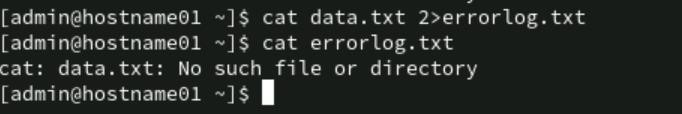 [admin@hostname01 ~]$ cat data.txt 2>errorlog.txt
[admin@hostname01 ~]$ cat errorlog.txt
cat: data.txt: No such file or directory
[admin@hostname01 ~]$